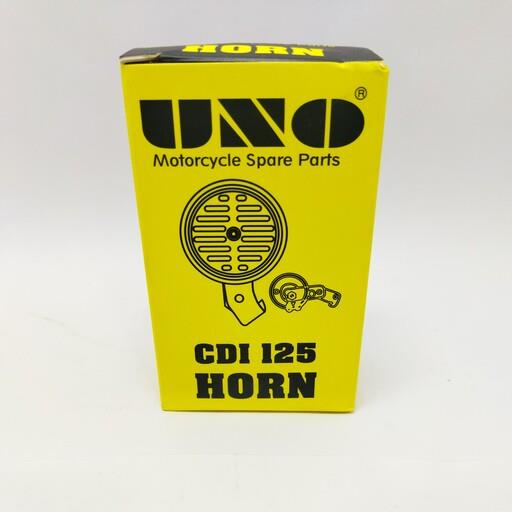 HORN
UNO®
Motorcycle Spare Parts
CDI 125
HORN